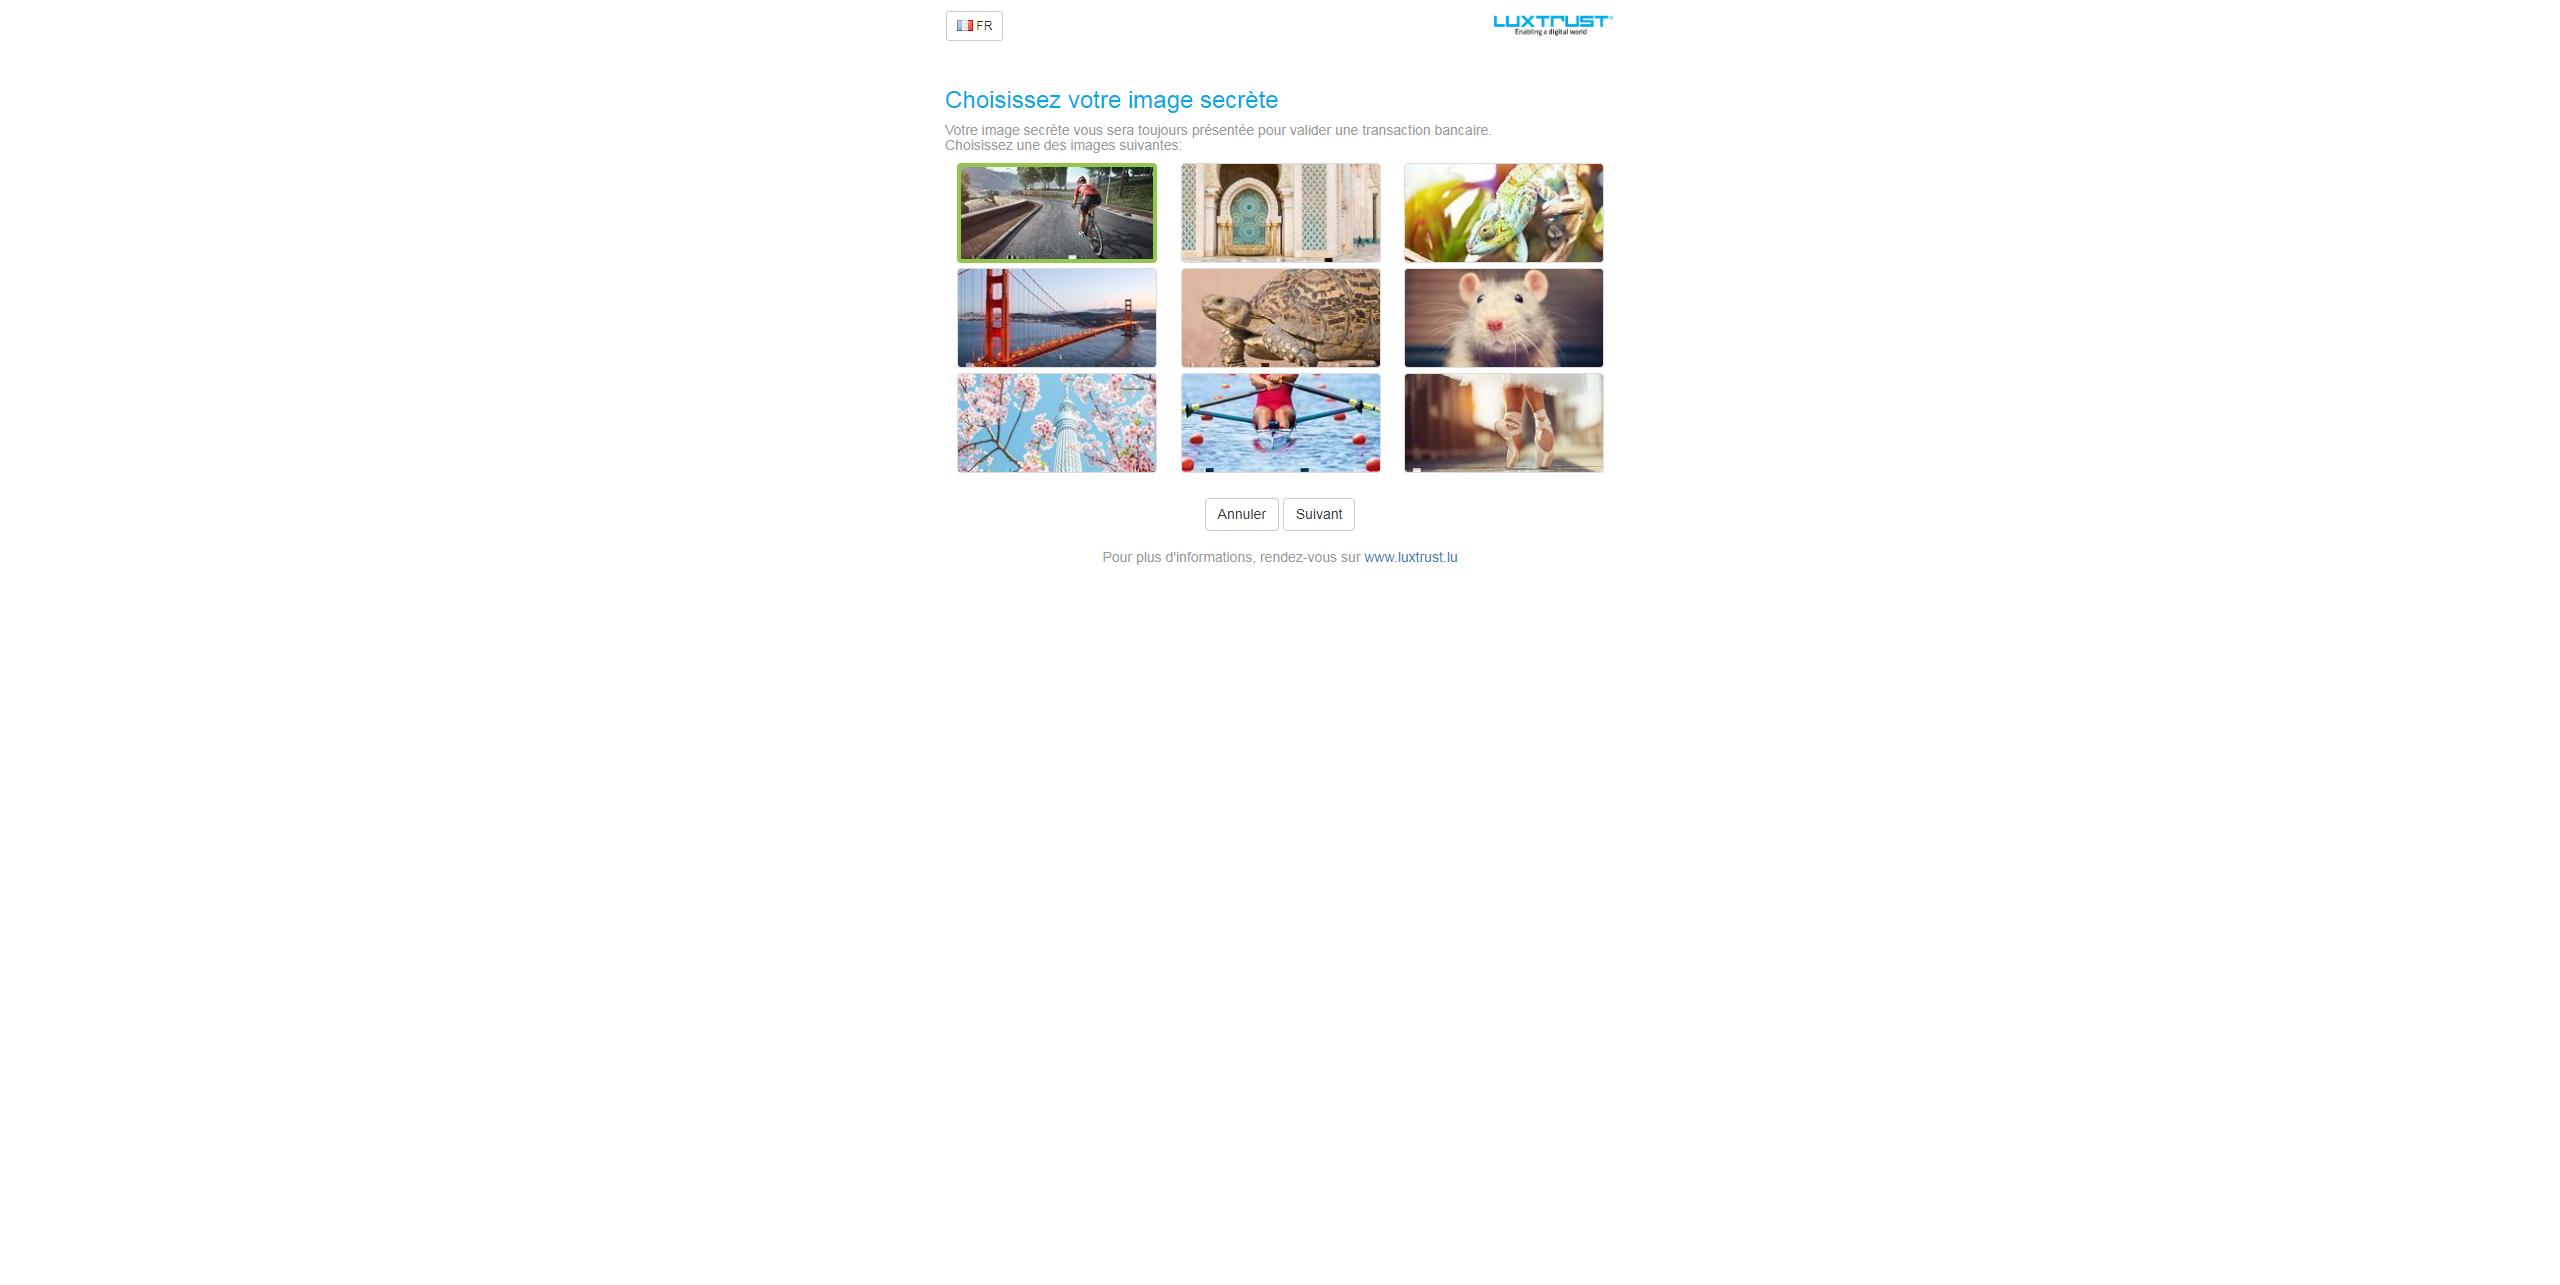 FR
LUXTRUST
Enabling a digital world
Choisissez votre image secrète
Votre image secrète vous sera toujours présentée pour valider une transaction bancaire.
Choisissez une des images suivantes:
Annuler
Suivant
Pour plus d'informations, rendez-vous sur www.luxtrust.lu